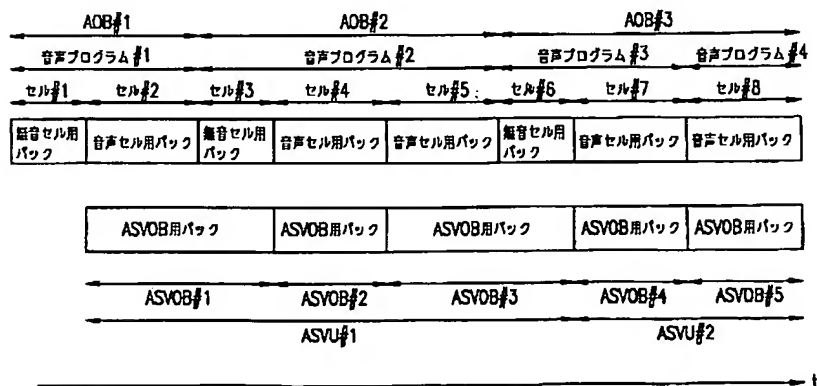 AOB#1 AOB#2 AOB#3
音声プログラム#1 音声プログラム#2 音声プログラム#3 音声プログラム#4
セル#1 セル#2 セル#3 セル#4 セル#5 セル#6 セル#7 セル#8
無音セル用パック 音声セル用パック 無音セル用パック 音声セル用パック 音声セル用パック 無音セル用パック 音声セル用パック 音声セル用パック
ASVOB用パック ASVOB用パック ASVOB用パック ASVOB用パック ASVOB用パック
ASVOB#1 ASVOB#2 ASVOB#3 ASVOB#4 ASVOB#5
ASVU#1 ASVU#2
t